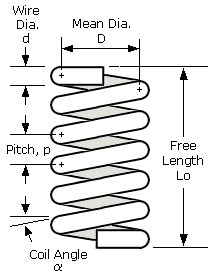 Wire
Dia.
d
Mean Dia.
D
Pitch, p
Free
Length
Lo
Coil Angle
α